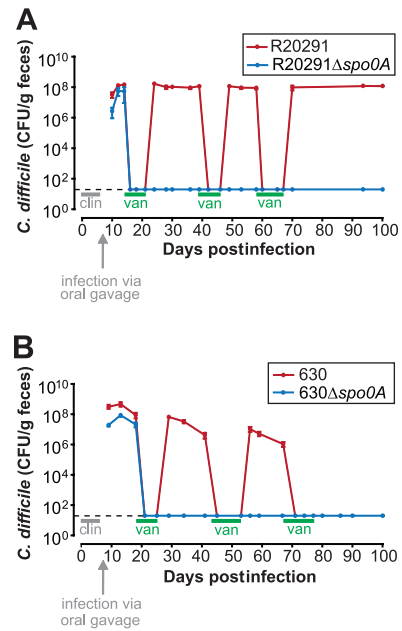 A
R20291
R20291Δspo0A
C. difficile (CFU/g feces)
10^10
10^8
10^6
10^4
10^2
10^0
clin
van
van
van
0 10 20 30 40 50 60 70 80 90 100
Days postinfection
infection via
oral gavage
B
630
630Δspo0A
C. difficile (CFU/g feces)
10^10
10^8
10^6
10^4
10^2
10^0
clin
van
van
van
0 10 20 30 40 50 60 70 80 90 100
Days postinfection
infection via
oral gavage